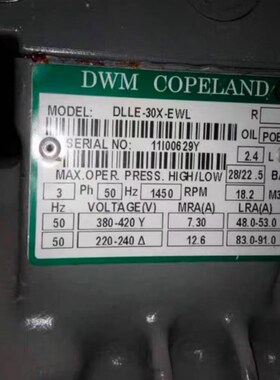 DWM COPELAND
MODEL: DLLE-30X-EWL R
OIL POE
SERIAL NO: 11I00629Y 2.4 L
MAX.OPER. PRESS. HIGH/LOW 28/22.5
3 Ph 50 Hz 1450 RPM 18.2 M3
Hz VOLTAGE(V) MRA(A) LRA(A)
50 380-420 Y 7.30 48.0-53.0
50 220-240 Δ 12.6 83.0-91.0